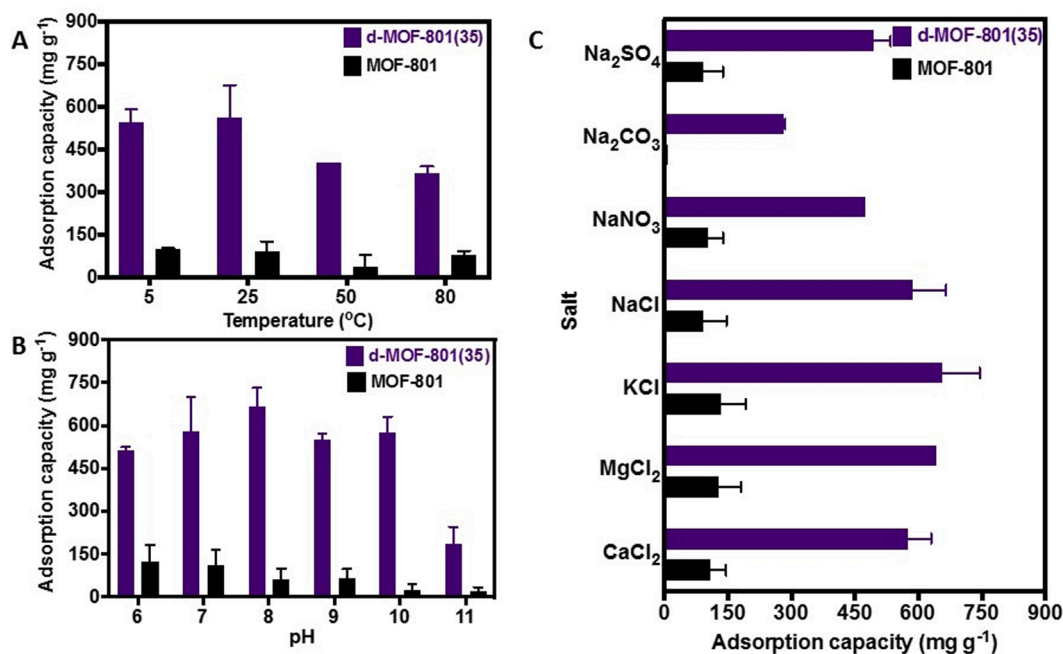 A
Adsorption capacity (mg g⁻¹)
900
750
600
450
300
150
0
d-MOF-801(35)
MOF-801
5 25 50 80
Temperature (°C)
B
Adsorption capacity (mg g⁻¹)
900
750
600
450
300
150
0
d-MOF-801(35)
MOF-801
6 7 8 9 10 11
pH
C
d-MOF-801(35)
MOF-801
Salt
Na₂SO₄
Na₂CO₃
NaNO₃
NaCl
KCl
MgCl₂
CaCl₂
0 150 300 450 600 750 900
Adsorption capacity (mg g⁻¹)